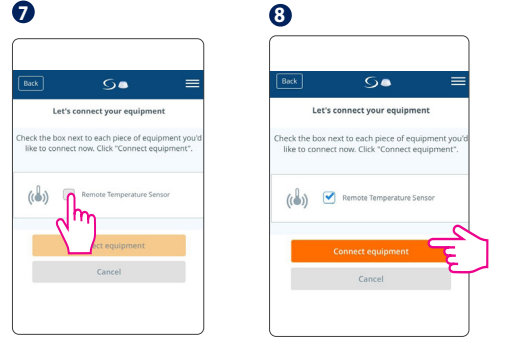 7
Back
Let's connect your equipment
Check the box next to each piece of equipment you'd
like to connect now. Click "Connect equipment".
Remote Temperature Sensor
ect equipment
Cancel
8
Back
Let's connect your equipment
Check the box next to each piece of equipment you'd
like to connect now. Click "Connect equipment".
Remote Temperature Sensor
Connect equipment
Cancel